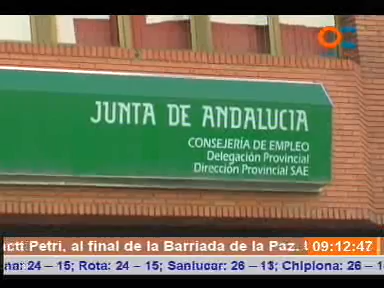 JUNTA DE ANDALUCIA
CONSEJERÍA DE EMPLEO
Delegación Provincial
Dirección Provincial SAE
Petri, al final de la Barriada de la Paz. 09:12:47
24 – 15; Rota: 24 – 15; Sanlucar: 26 – 13; Chipiona: 26 –